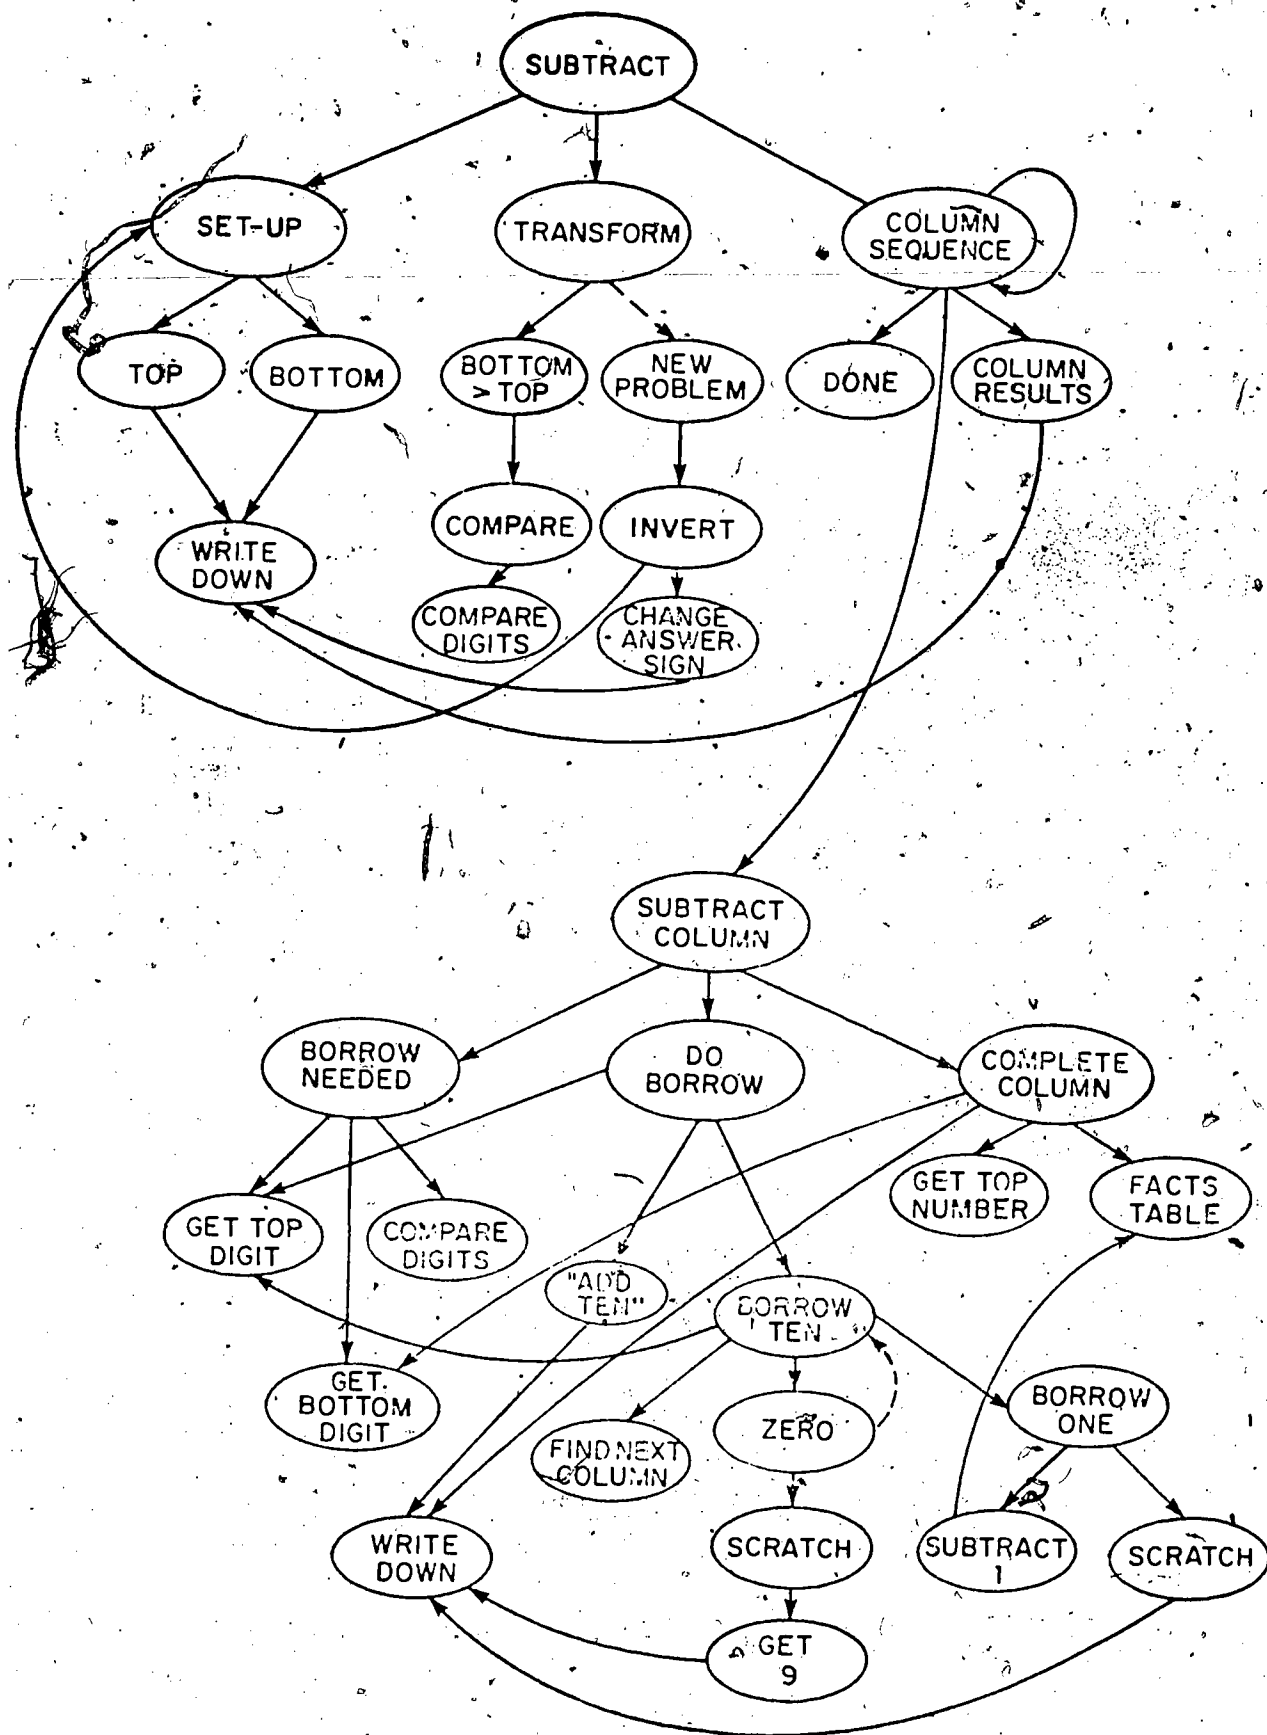 SUBTRACT
SET-UP
TRANSFORM
COLUMN
SEQUENCE
TOP
BOTTOM
BOTTOM
> TOP
NEW
PROBLEM
DONE
COLUMN
RESULTS
WRITE
DOWN
COMPARE
INVERT
COMPARE
DIGITS
CHANGE
ANSWER
SIGN
SUBTRACT
COLUMN
BORROW
NEEDED
DO
BORROW
COMPLETE
COLUMN
GET TOP
DIGIT
COMPARE
DIGITS
GET TOP
NUMBER
FACTS
TABLE
"ADD
TEN"
BORROW
TEN
GET
BOTTOM
DIGIT
FIND NEXT
COLUMN
ZERO
BORROW
ONE
WRITE
DOWN
SCRATCH
SUBTRACT
1
SCRATCH
GET
9